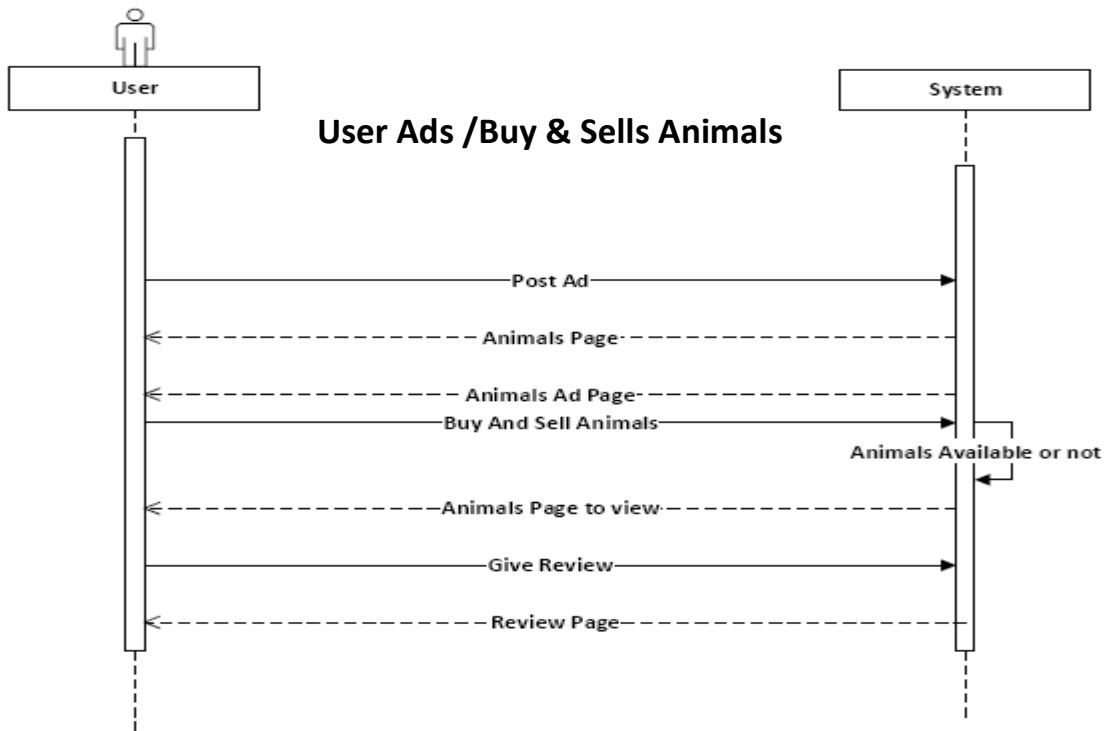 User
System
User Ads /Buy & Sells Animals
Post Ad
Animals Page
Animals Ad Page
Buy And Sell Animals
Animals Available or not
Animals Page to view
Give Review
Review Page